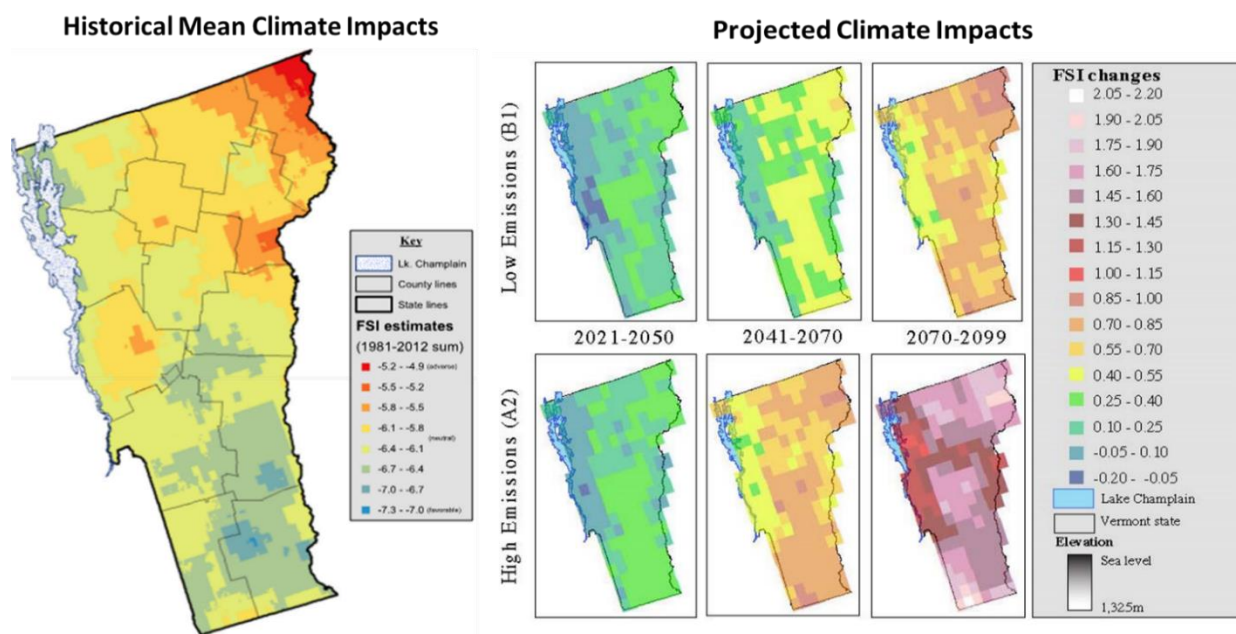 Historical Mean Climate Impacts
Key
Lk. Champlain
County lines
State lines
FSI estimates
(1981-2012 sum)
-5.2 - -4.9 (adverse)
-5.5 - -5.2
-5.8 - -5.5
-6.1 - -5.8
(neutral)
-6.4 - -6.1
-6.7 - -6.4
-7.0 - -6.7
-7.3 - -7.0 (favorable)
Projected Climate Impacts
Low Emissions (B1)
2021-2050
2041-2070
2070-2099
High Emissions (A2)
FSI changes
2.05 - 2.20
1.90 - 2.05
1.75 - 1.90
1.60 - 1.75
1.45 - 1.60
1.30 - 1.45
1.15 - 1.30
1.00 - 1.15
0.85 - 1.00
0.70 - 0.85
0.55 - 0.70
0.40 - 0.55
0.25 - 0.40
0.10 - 0.25
-0.05 - 0.10
-0.20 - -0.05
Lake Champlain
Vermont state
Elevation
Sea level
1,325m